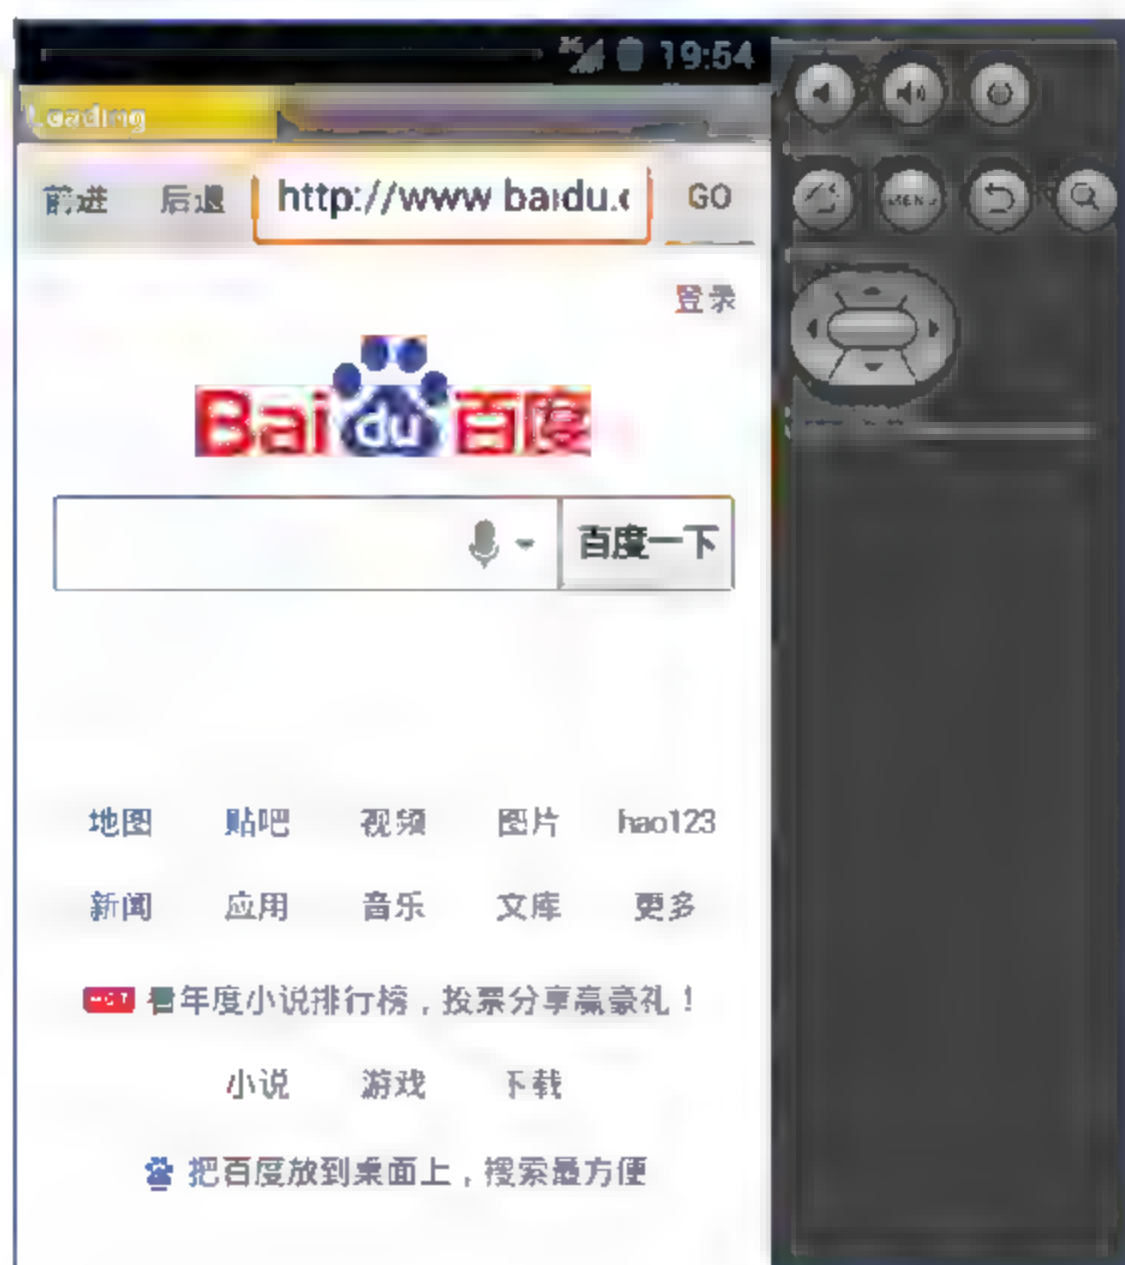 19:54
Loading
前进 后退 http://www.baidu.c GO
登录
Bai du 百度
百度一下
MENU
地图 贴吧 视频 图片 hao123
新闻 应用 音乐 文库 更多
HOT 看年度小说排行榜，投票分享赢豪礼！
小说 游戏 下载
把百度放到桌面上，搜索最方便